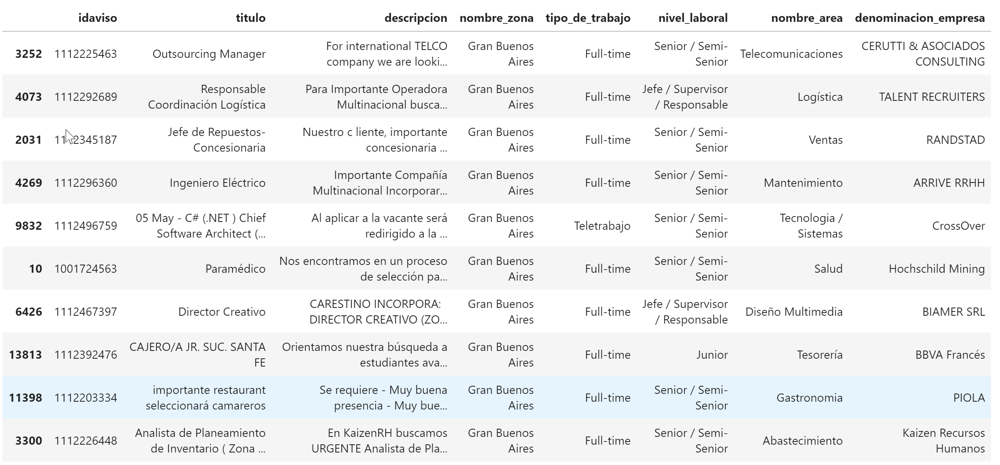 idaviso
titulo
descripcion
nombre_zona
tipo_de_trabajo
nivel_laboral
nombre_area
denominacion_empresa
3252
1112225463
Outsourcing Manager
For international TELCO
company we are looki...
Gran Buenos
Aires
Full-time
Senior / Semi-
Senior
Telecomunicaciones
CERUTTI & ASOCIADOS
CONSULTING
4073
1112292689
Responsable
Coordinación Logística
Para Importante Operadora
Multinacional busca...
Gran Buenos
Aires
Full-time
Jefe / Supervisor
/ Responsable
Logística
TALENT RECRUITERS
2031
Jefe de Repuestos-
Concesionaria
Nuestro c liente, importante
concesionaria ...
Gran Buenos
Aires
Full-time
Senior / Semi-
Senior
Ventas
RANDSTAD
4269
1112296360
Ingeniero Eléctrico
Importante Compañía
Multinacional Incorporar...
Gran Buenos
Aires
Full-time
Senior / Semi-
Senior
Mantenimiento
ARRIVE RRHH
9832
1112496759
05 May - C# (.NET ) Chief
Software Architect (...
Al aplicar a la vacante será
redirigido a la ...
Gran Buenos
Aires
Teletrabajo
Senior / Semi-
Senior
Tecnologia /
Sistemas
CrossOver
10
1001724563
Paramédico
Nos encontramos en un proceso
de selección pa...
Gran Buenos
Aires
Full-time
Senior / Semi-
Senior
Salud
Hochschild Mining
6426
1112467397
Director Creativo
CARESTINO INCORPORA:
DIRECTOR CREATIVO (ZO...
Gran Buenos
Aires
Full-time
Jefe / Supervisor
/ Responsable
Diseño Multimedia
BIAMER SRL
13813
1112392476
CAJERO/A JR. SUC. SANTA
FE
Orientamos nuestra búsqueda a
estudiantes ava...
Gran Buenos
Aires
Full-time
Junior
Tesorería
BBVA Francés
11398
1112203334
importante restaurant
seleccionará camareros
Se requiere - Muy buena
presencia - Muy bue...
Gran Buenos
Aires
Full-time
Senior / Semi-
Senior
Gastronomia
PIOLA
3300
1112226448
Analista de Planeamiento
de Inventario ( Zona ...
En KaizenRH buscamos
URGENTE Analista de Pla...
Gran Buenos
Aires
Full-time
Senior / Semi-
Senior
Abastecimiento
Kaizen Recursos
Humanos